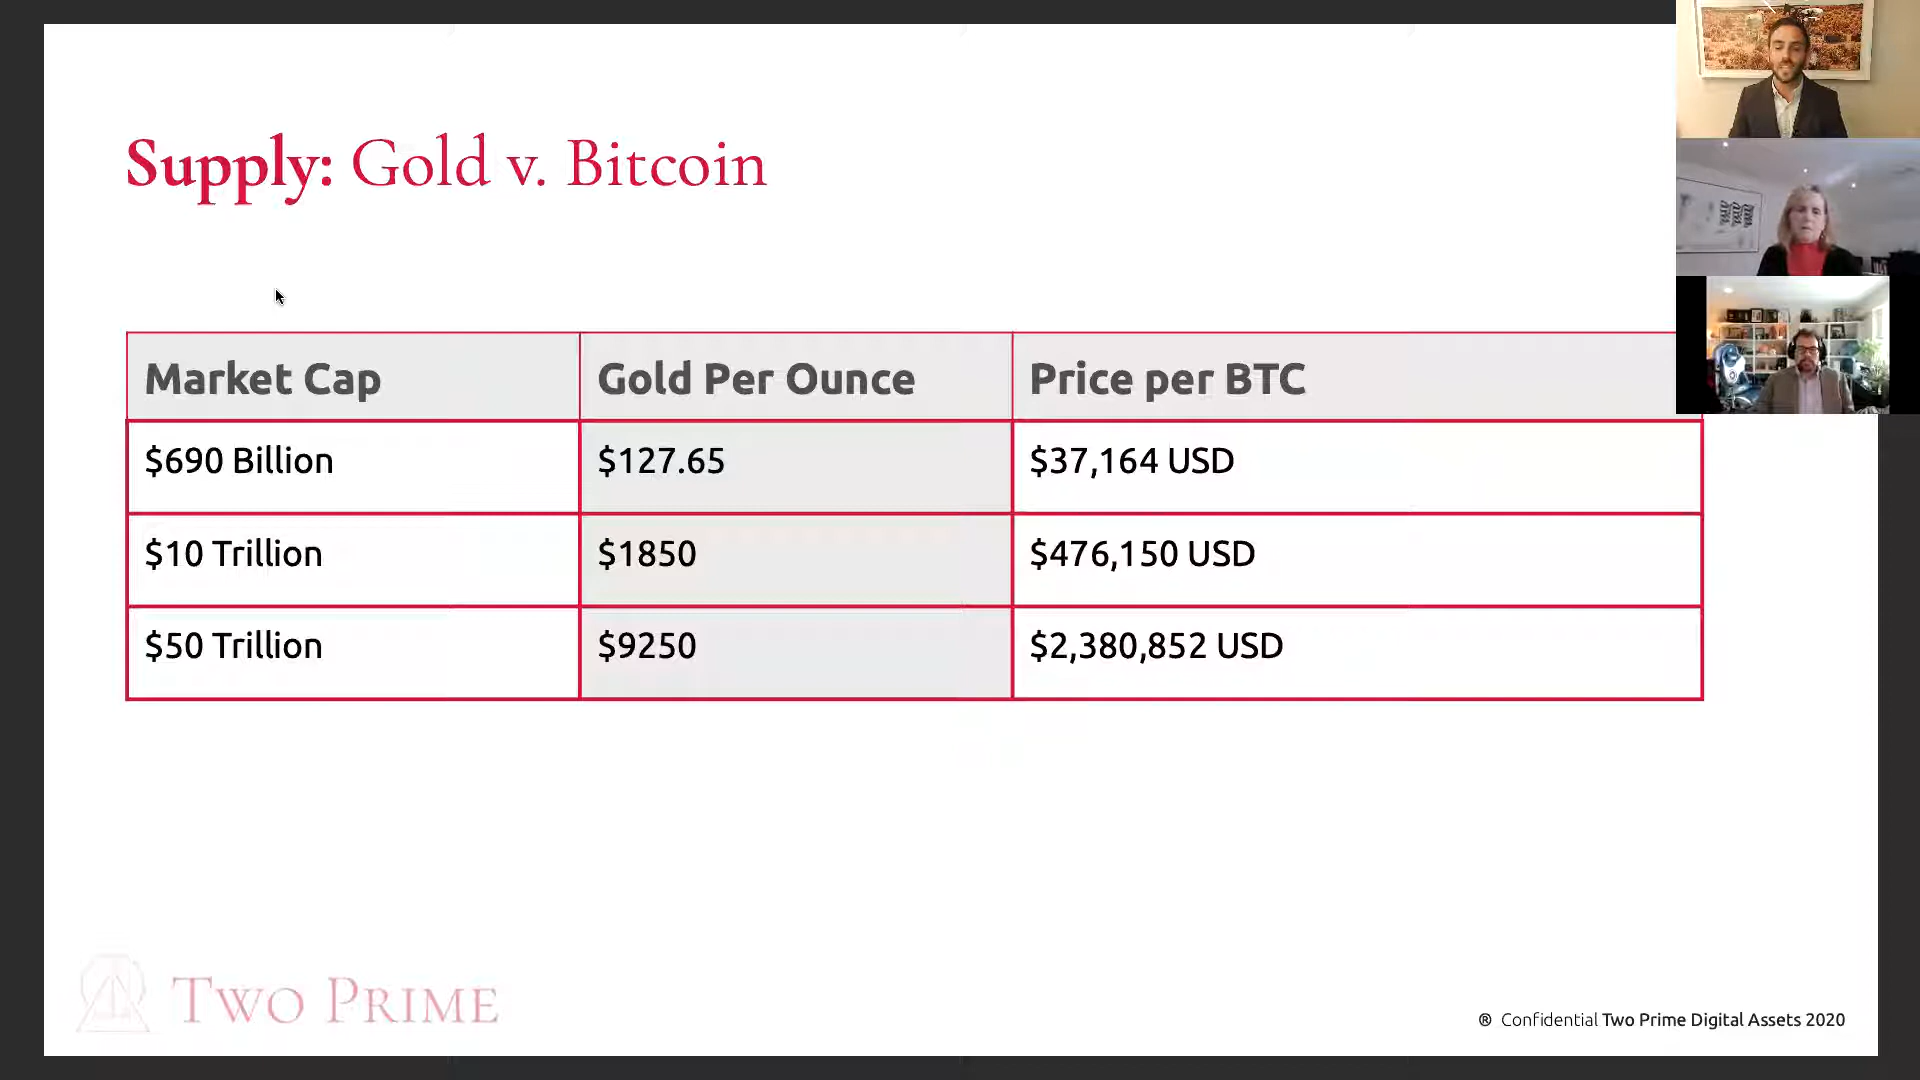 Supply: Gold v. Bitcoin
Market Cap Gold Per Ounce Price per BTC
$690 Billion $127.65 $37,164 USD
$10 Trillion $1850 $476,150 USD
$50 Trillion $9250 $2,380,852 USD
TWO PRIME
® Confidential Two Prime Digital Assets 2020